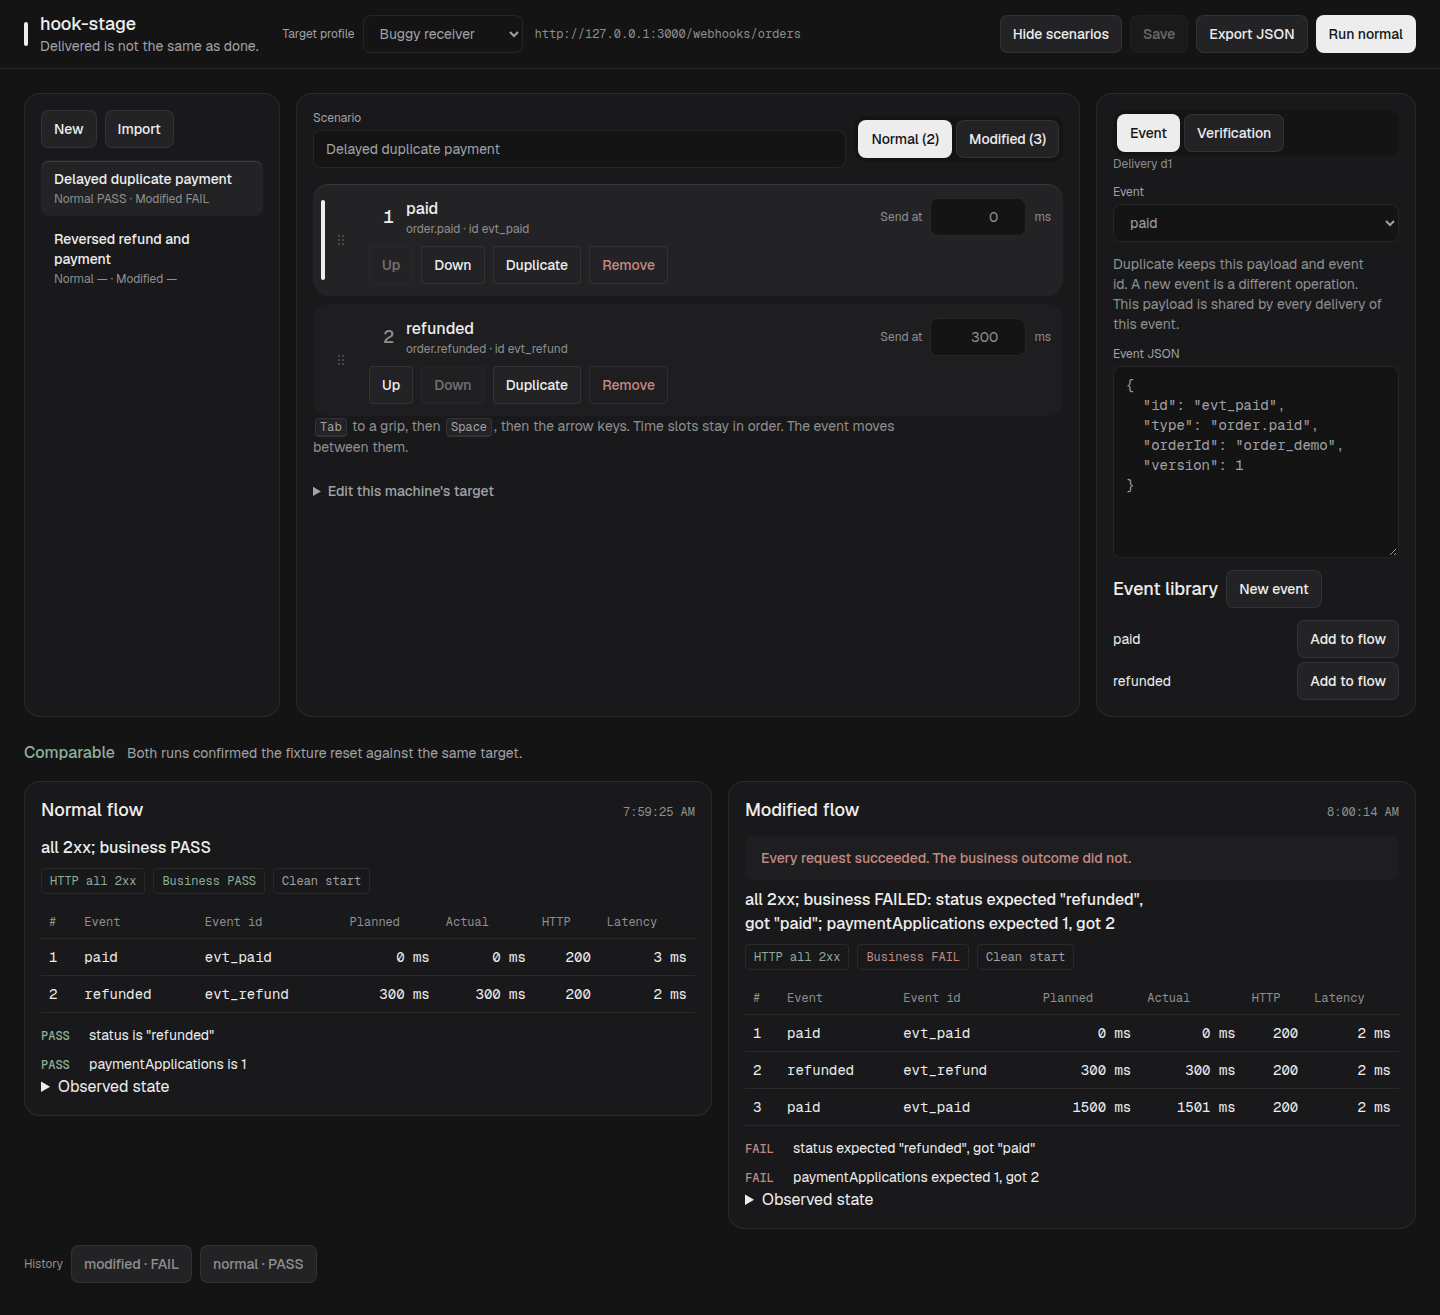 hook-stage
Delivered is not the same as done.
Target profile
Buggy receiver
http://127.0.0.1:3000/webhooks/orders
Hide scenarios
Save
Export JSON
Run normal
New
Import
Delayed duplicate payment
Normal PASS · Modified FAIL
Reversed refund and
payment
Normal — · Modified —
Scenario
Delayed duplicate payment
Normal (2)
Modified (3)
1
paid
order.paid · id evt_paid
Send at
0
ms
Up
Down
Duplicate
Remove
2
refunded
order.refunded · id evt_refund
Send at
300
ms
Up
Down
Duplicate
Remove
Tab to a grip, then Space, then the arrow keys. Time slots stay in order. The event moves
between them.
Edit this machine's target
Event
Verification
Delivery d1
Event
paid
Duplicate keeps this payload and event
id. A new event is a different operation.
This payload is shared by every delivery of
this event.
Event JSON
{
"id": "evt_paid",
"type": "order.paid",
"orderId": "order_demo",
"version": 1
}
Event library
New event
paid
Add to flow
refunded
Add to flow
Comparable Both runs confirmed the fixture reset against the same target.
Normal flow
7:59:25 AM
all 2xx; business PASS
HTTP all 2xx
Business PASS
Clean start
# Event Event id Planned Actual HTTP Latency
1 paid evt_paid 0 ms 0 ms 200 3 ms
2 refunded evt_refund 300 ms 300 ms 200 2 ms
PASS status is "refunded"
PASS paymentApplications is 1
Observed state
Modified flow
8:00:14 AM
Every request succeeded. The business outcome did not.
all 2xx; business FAILED: status expected "refunded",
got "paid"; paymentApplications expected 1, got 2
HTTP all 2xx
Business FAIL
Clean start
# Event Event id Planned Actual HTTP Latency
1 paid evt_paid 0 ms 0 ms 200 2 ms
2 refunded evt_refund 300 ms 300 ms 200 2 ms
3 paid evt_paid 1500 ms 1501 ms 200 2 ms
FAIL status expected "refunded", got "paid"
FAIL paymentApplications expected 1, got 2
Observed state
History
modified · FAIL
normal · PASS